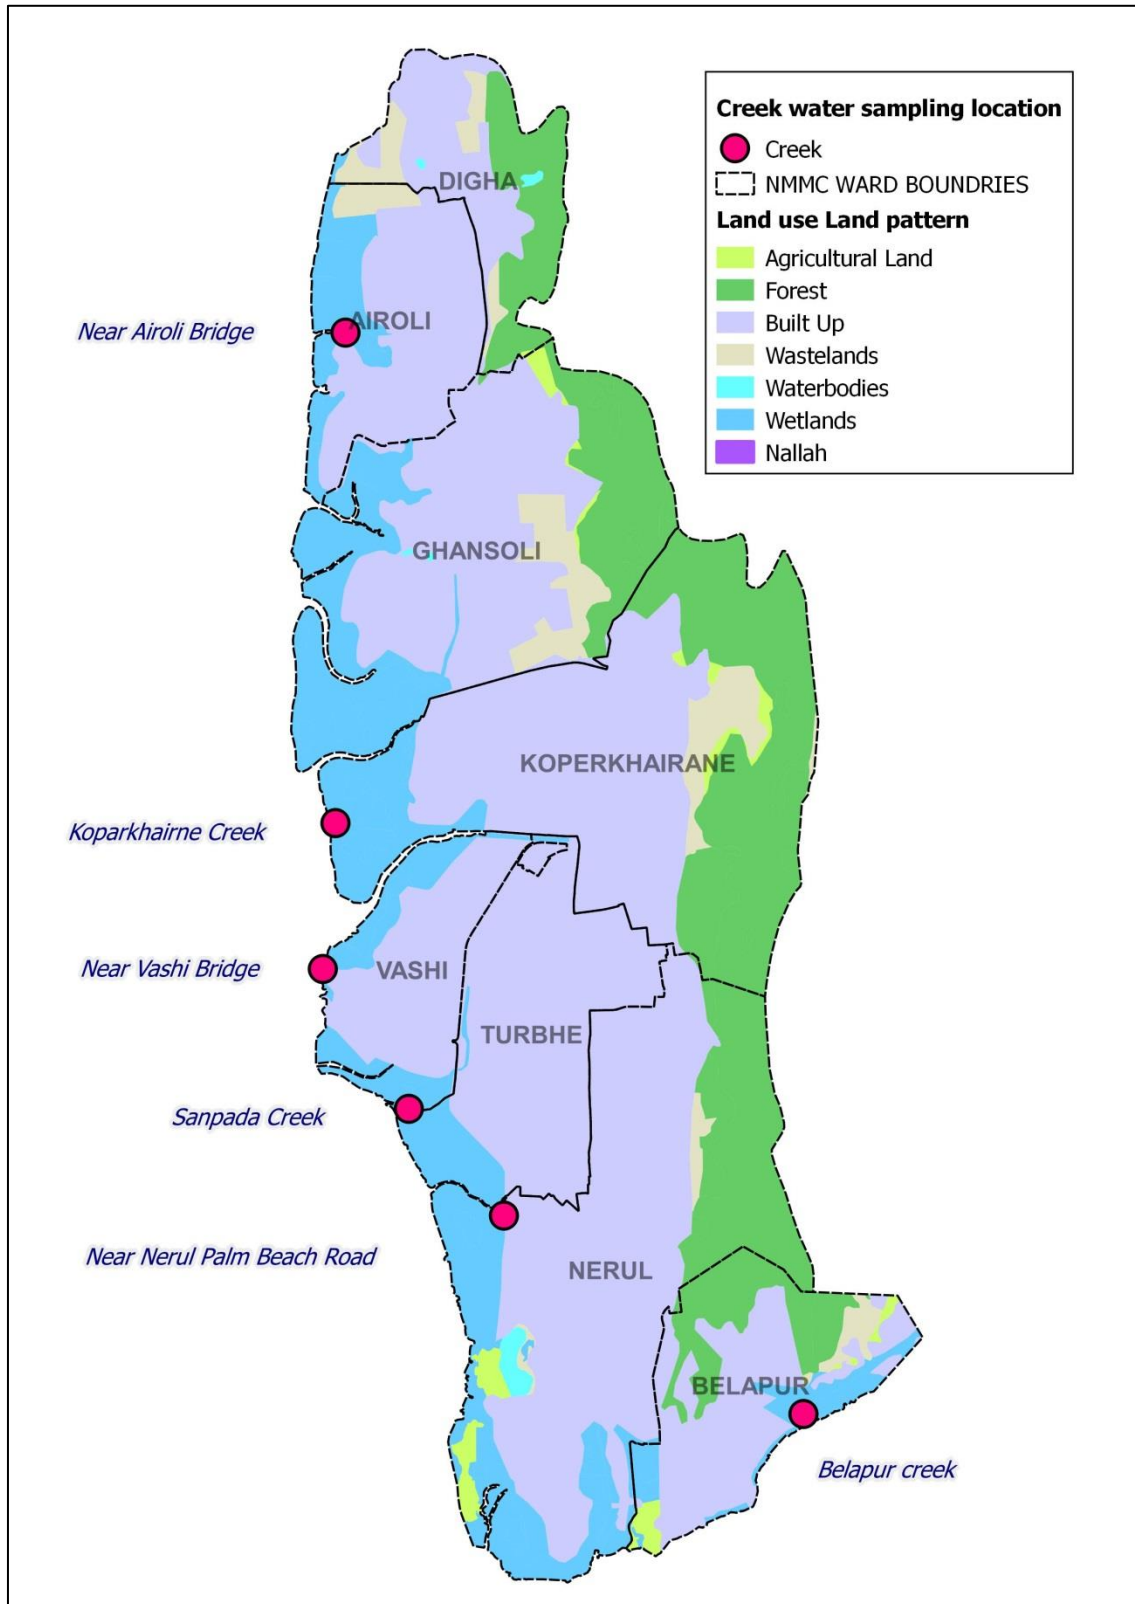 Creek water sampling location
Creek
NMMC WARD BOUNDRIES
Land use Land pattern
Agricultural Land
Forest
Built Up
Wastelands
Waterbodies
Wetlands
Nallah
DIGHA
Near Airoli Bridge
AIROLI
GHANSOLI
KOPERKHAIRANE
Koparkhairne Creek
Near Vashi Bridge
VASHI
TURBHE
Sanpada Creek
Near Nerul Palm Beach Road
NERUL
BELAPUR
Belapur creek